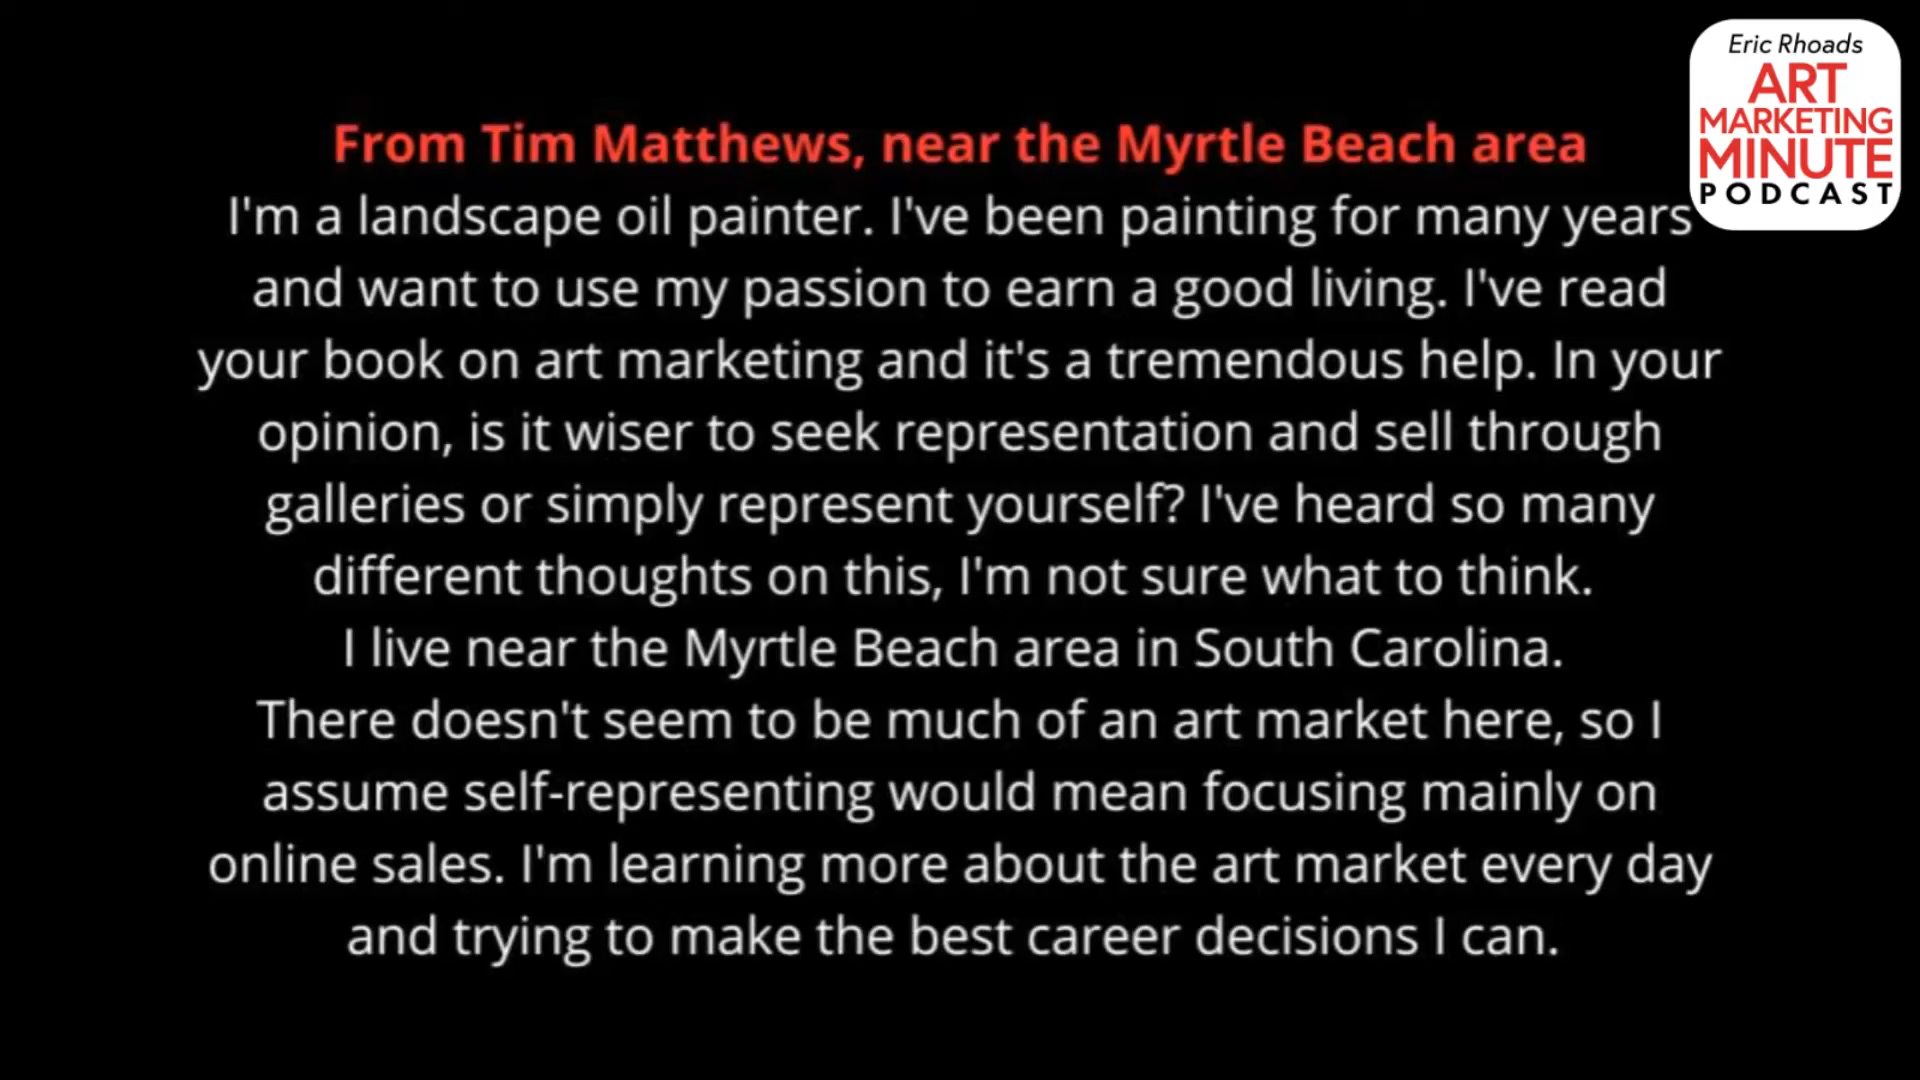 Eric Rhoads
ART
MARKETING
MINUTE
PODCAST
From Tim Matthews, near the Myrtle Beach area
I'm a landscape oil painter. I've been painting for many years
and want to use my passion to earn a good living. I've read
your book on art marketing and it's a tremendous help. In your
opinion, is it wiser to seek representation and sell through
galleries or simply represent yourself? I've heard so many
different thoughts on this, I'm not sure what to think.
I live near the Myrtle Beach area in South Carolina.
There doesn't seem to be much of an art market here, so I
assume self-representing would mean focusing mainly on
online sales. I'm learning more about the art market every day
and trying to make the best career decisions I can.